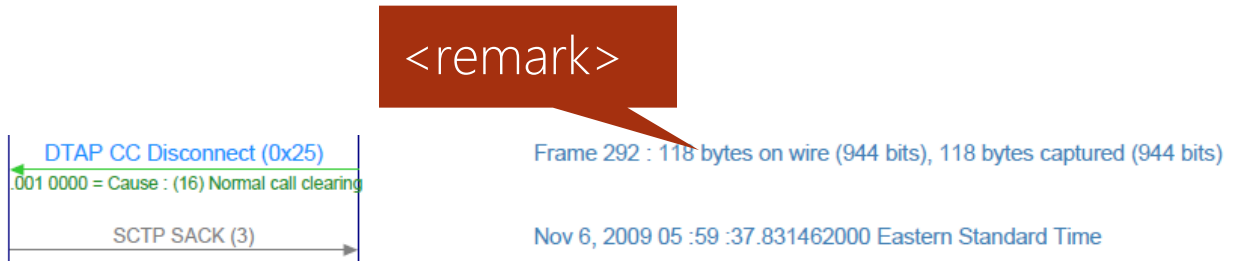 <remark>
DTAP CC Disconnect (0x25)
Frame 292 : 118 bytes on wire (944 bits), 118 bytes captured (944 bits)
.001 0000 = Cause : (16) Normal call clearing
SCTP SACK (3)
Nov 6, 2009 05 :59 :37.831462000 Eastern Standard Time